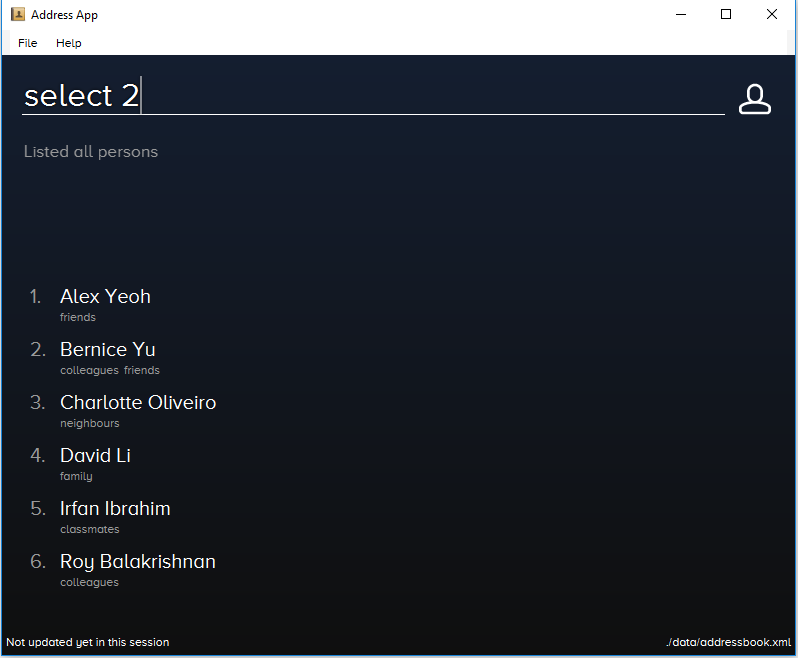 Address App
File Help
select 2
Listed all persons
1. Alex Yeoh
friends
2. Bernice Yu
colleagues friends
3. Charlotte Oliveiro
neighbours
4. David Li
family
5. Irfan Ibrahim
classmates
6. Roy Balakrishnan
colleagues
Not updated yet in this session ./data/addressbook.xml